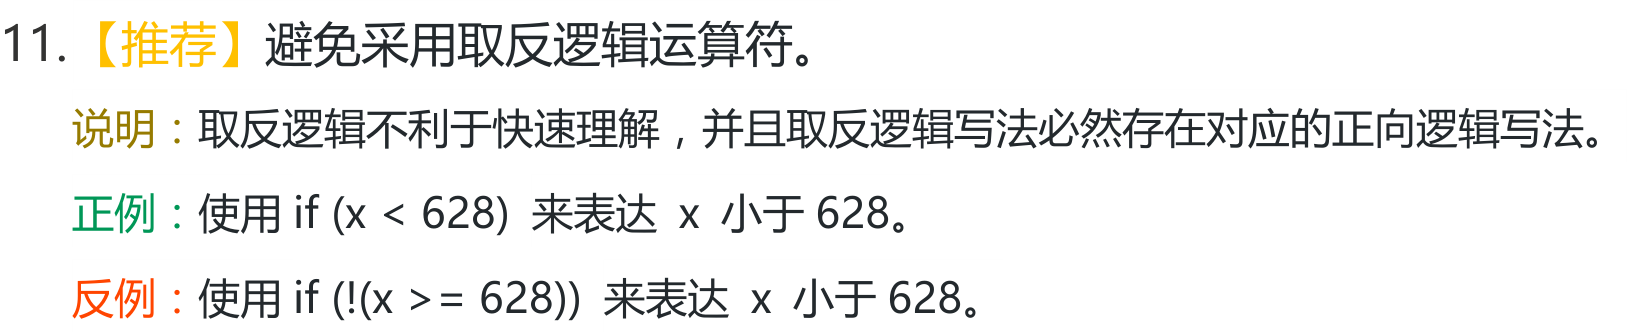 11.【推荐】避免采用取反逻辑运算符。
说明：取反逻辑不利于快速理解，并且取反逻辑写法必然存在对应的正向逻辑写法。
正例：使用 if (x < 628) 来表达 x 小于 628。
反例：使用 if (!(x >= 628)) 来表达 x 小于 628。